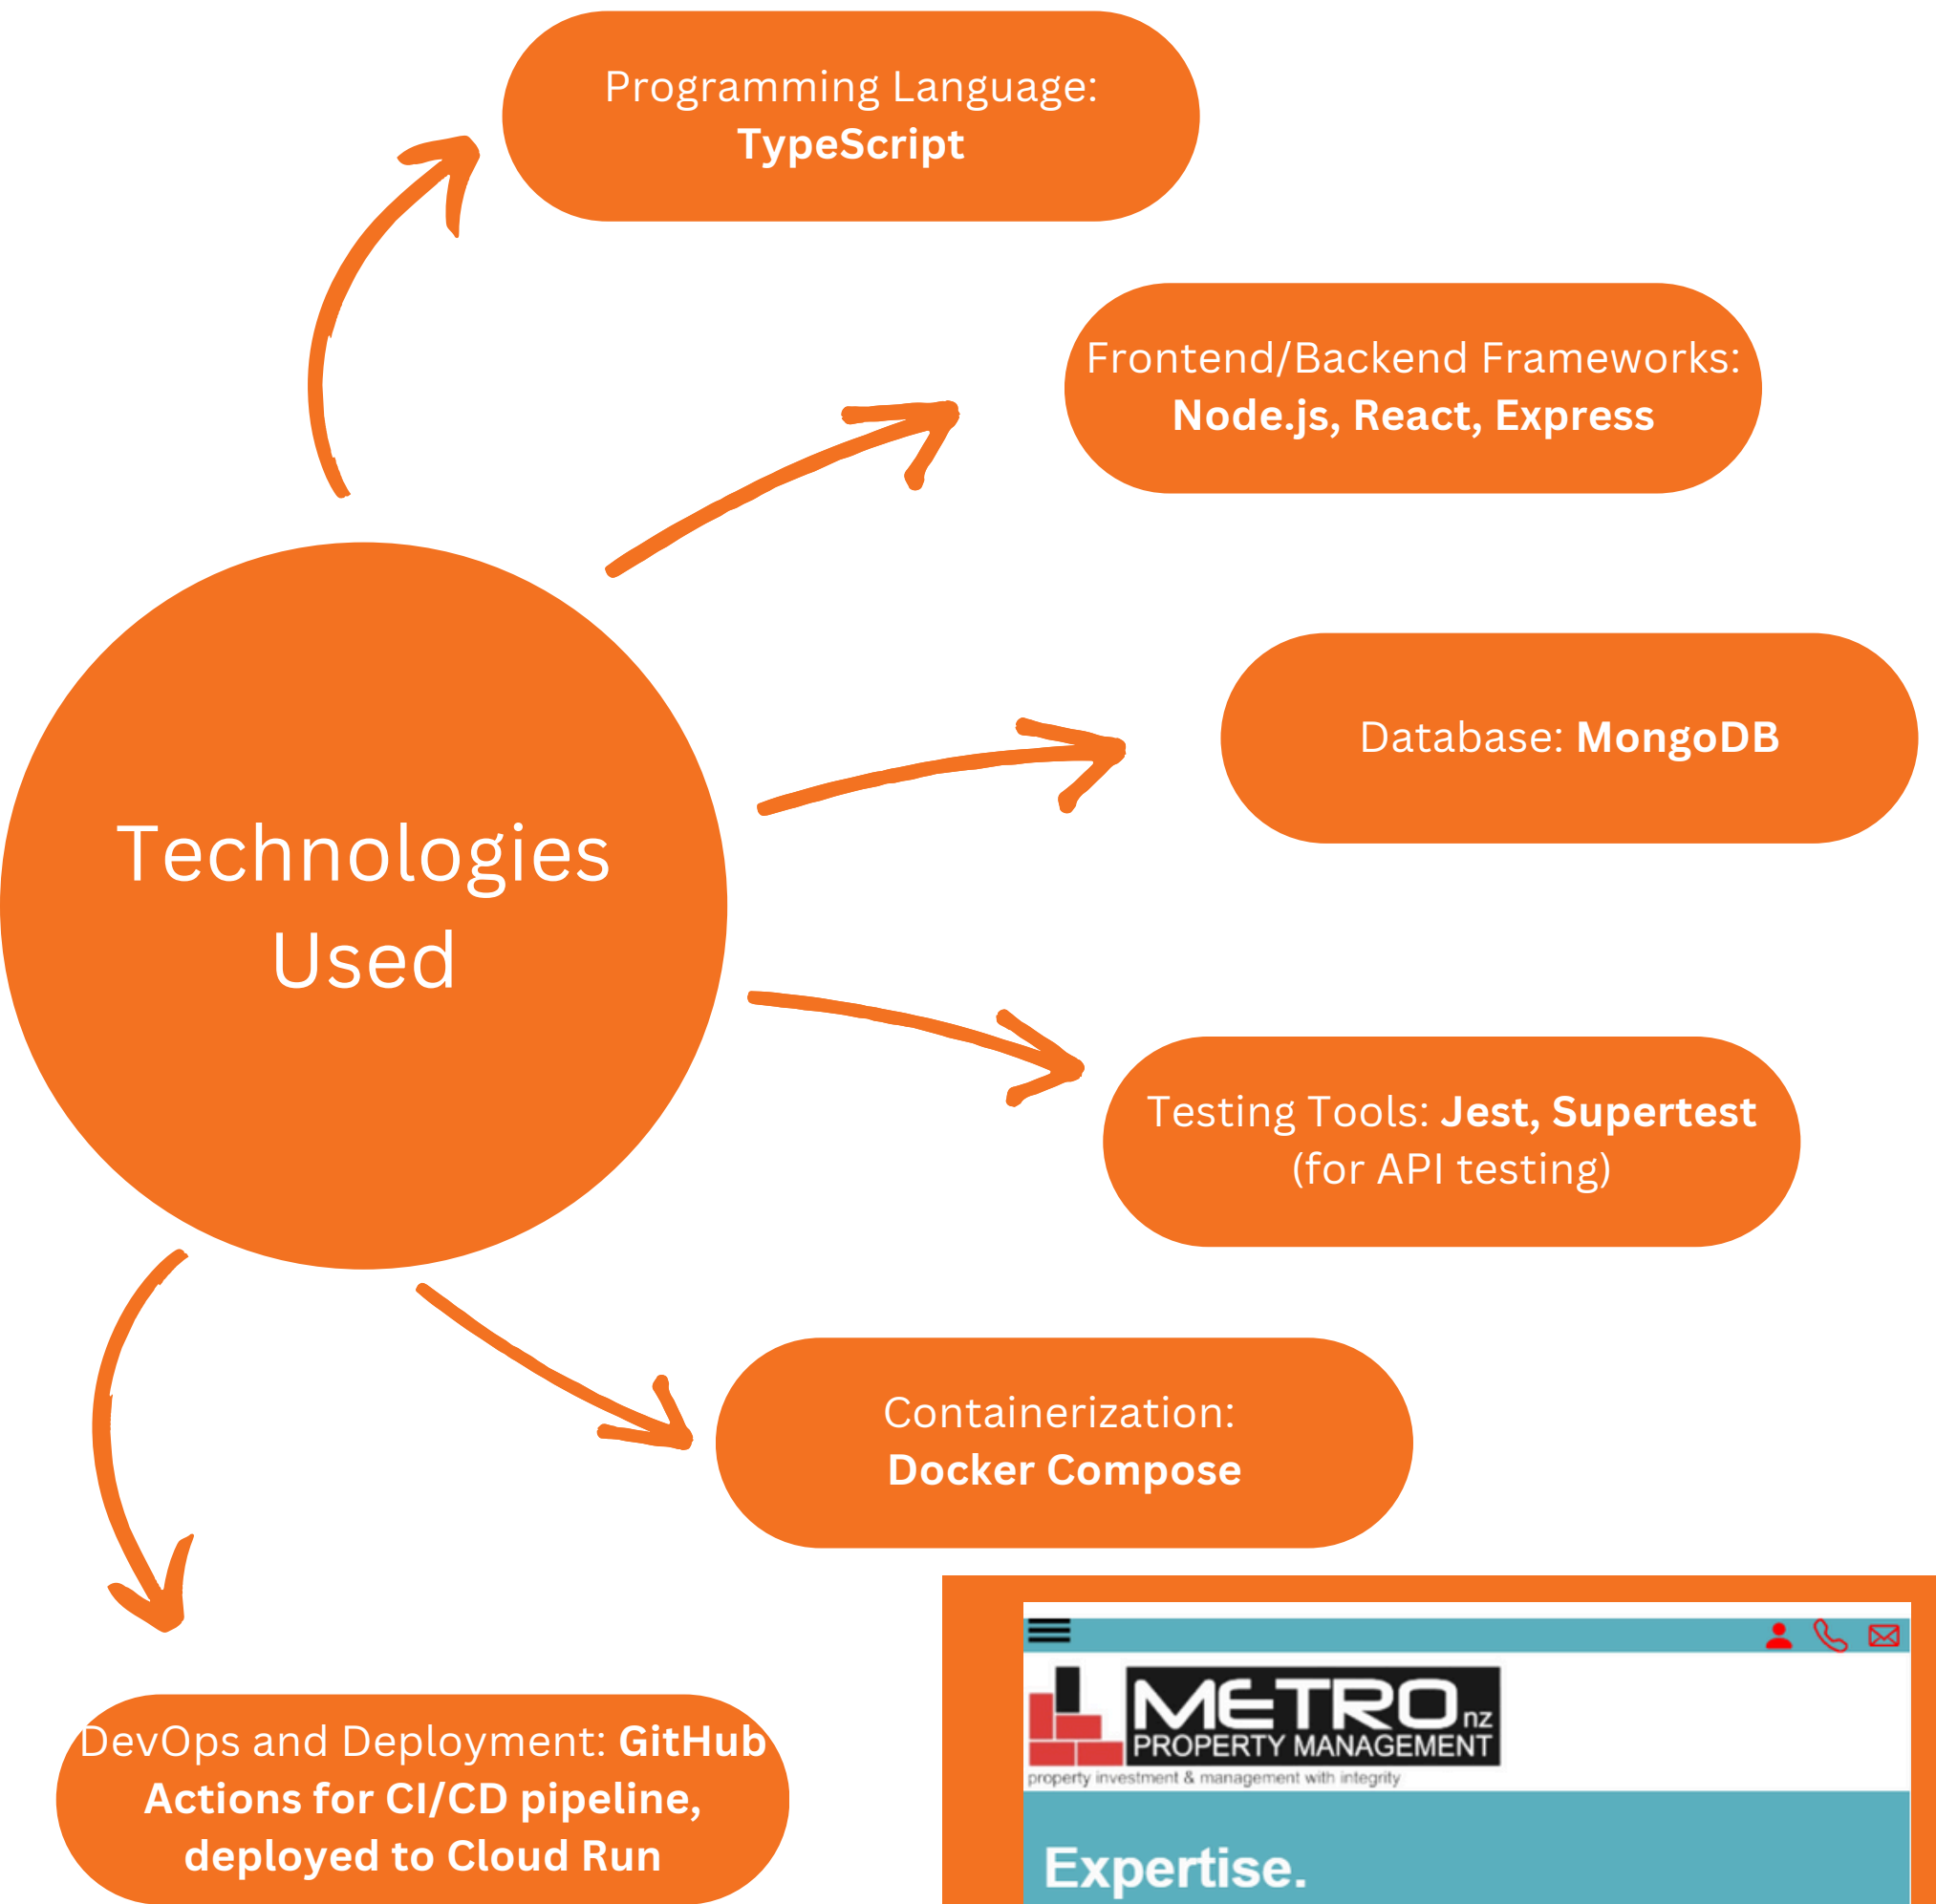 Programming Language:
TypeScript
Frontend/Backend Frameworks:
Node.js, React, Express
Database: MongoDB
Technologies
Used
Testing Tools: Jest, Supertest
(for API testing)
Containerization:
Docker Compose
DevOps and Deployment: GitHub
Actions for CI/CD pipeline,
deployed to Cloud Run
METRO nz
PROPERTY MANAGEMENT
property investment & management with integrity
Expertise.